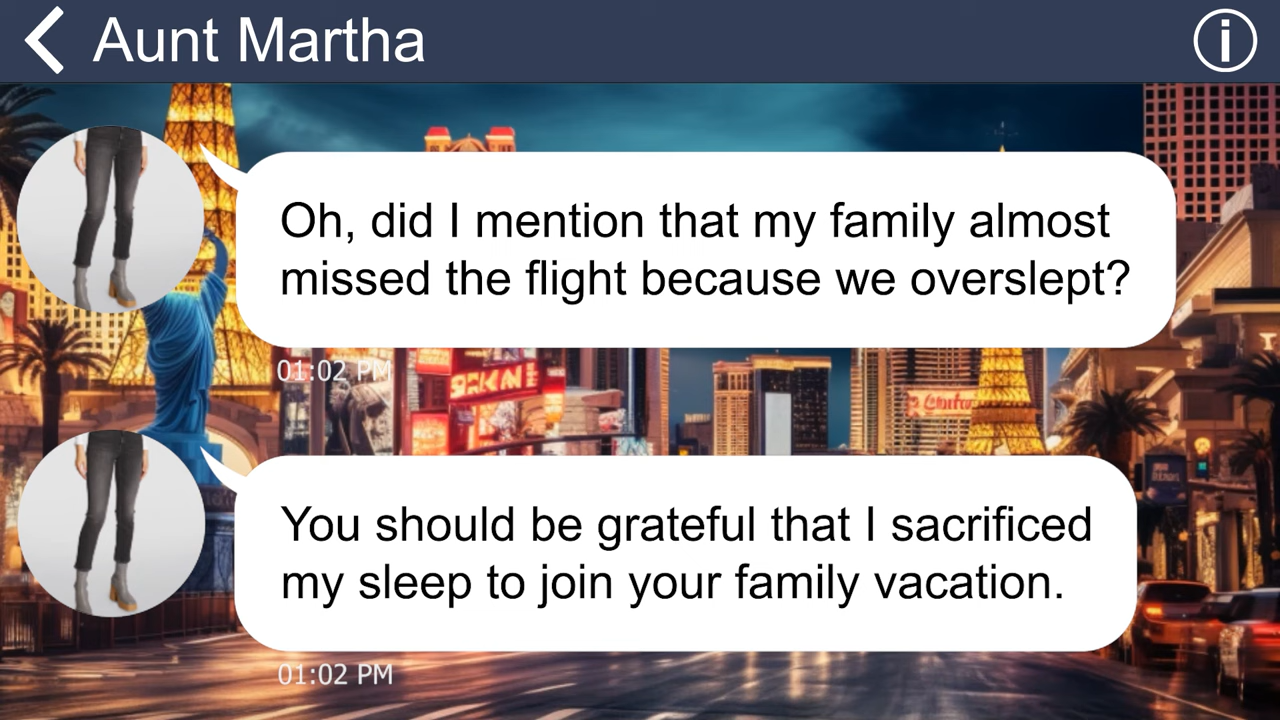 Aunt Martha
Oh, did I mention that my family almost
missed the flight because we overslept?
01:02 PM
You should be grateful that I sacrificed
my sleep to join your family vacation.
01:02 PM